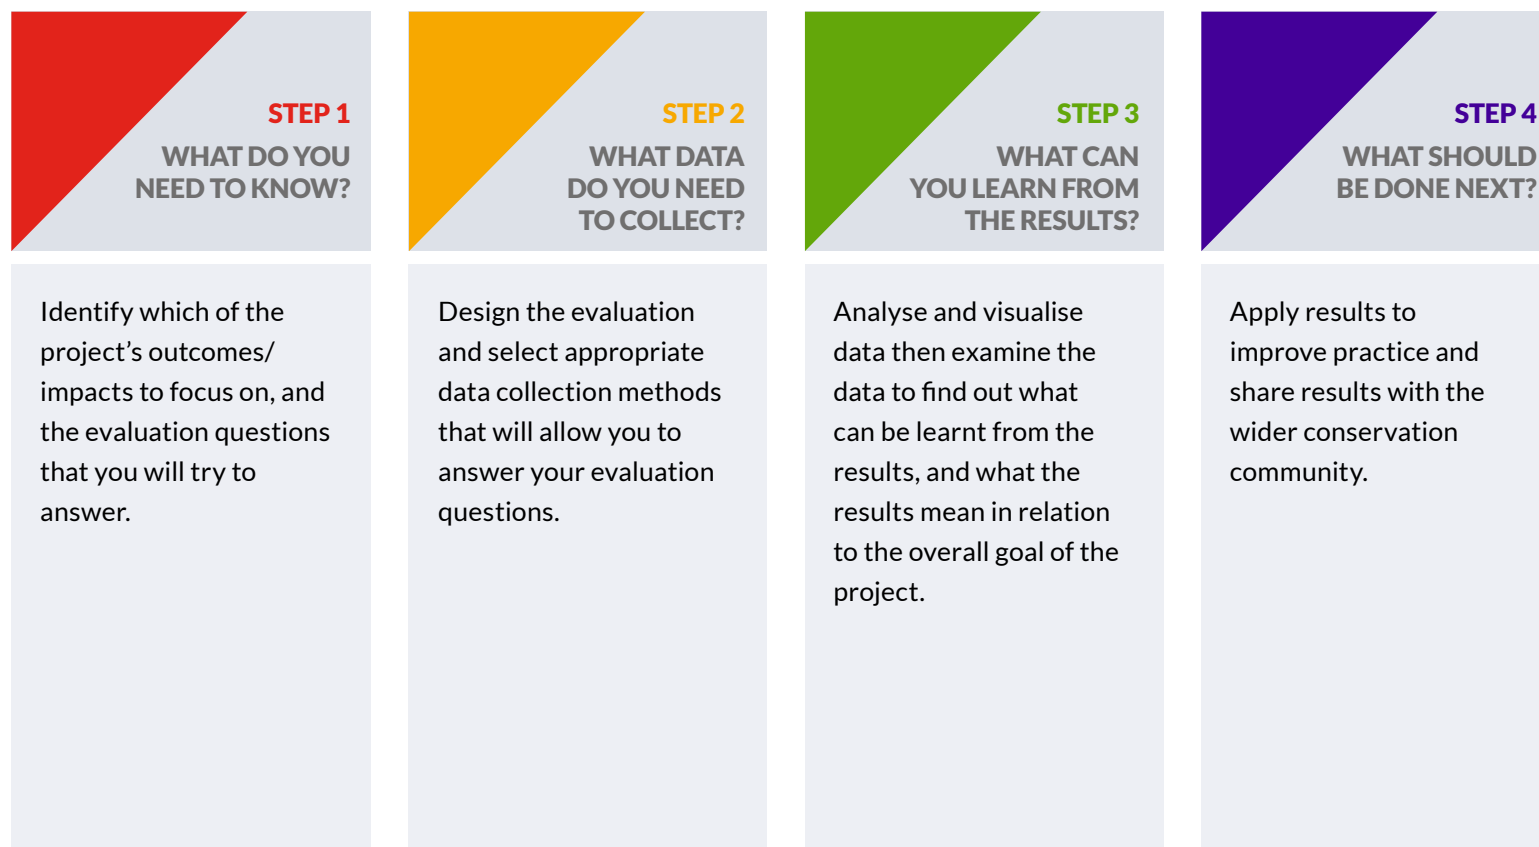 STEP 1
WHAT DO YOU
NEED TO KNOW?
Identify which of the
project’s outcomes/
impacts to focus on, and
the evaluation questions
that you will try to
answer.
STEP 2
WHAT DATA
DO YOU NEED
TO COLLECT?
Design the evaluation
and select appropriate
data collection methods
that will allow you to
answer your evaluation
questions.
STEP 3
WHAT CAN
YOU LEARN FROM
THE RESULTS?
Analyse and visualise
data then examine the
data to find out what
can be learnt from the
results, and what the
results mean in relation
to the overall goal of the
project.
STEP 4
WHAT SHOULD
BE DONE NEXT?
Apply results to
improve practice and
share results with the
wider conservation
community.